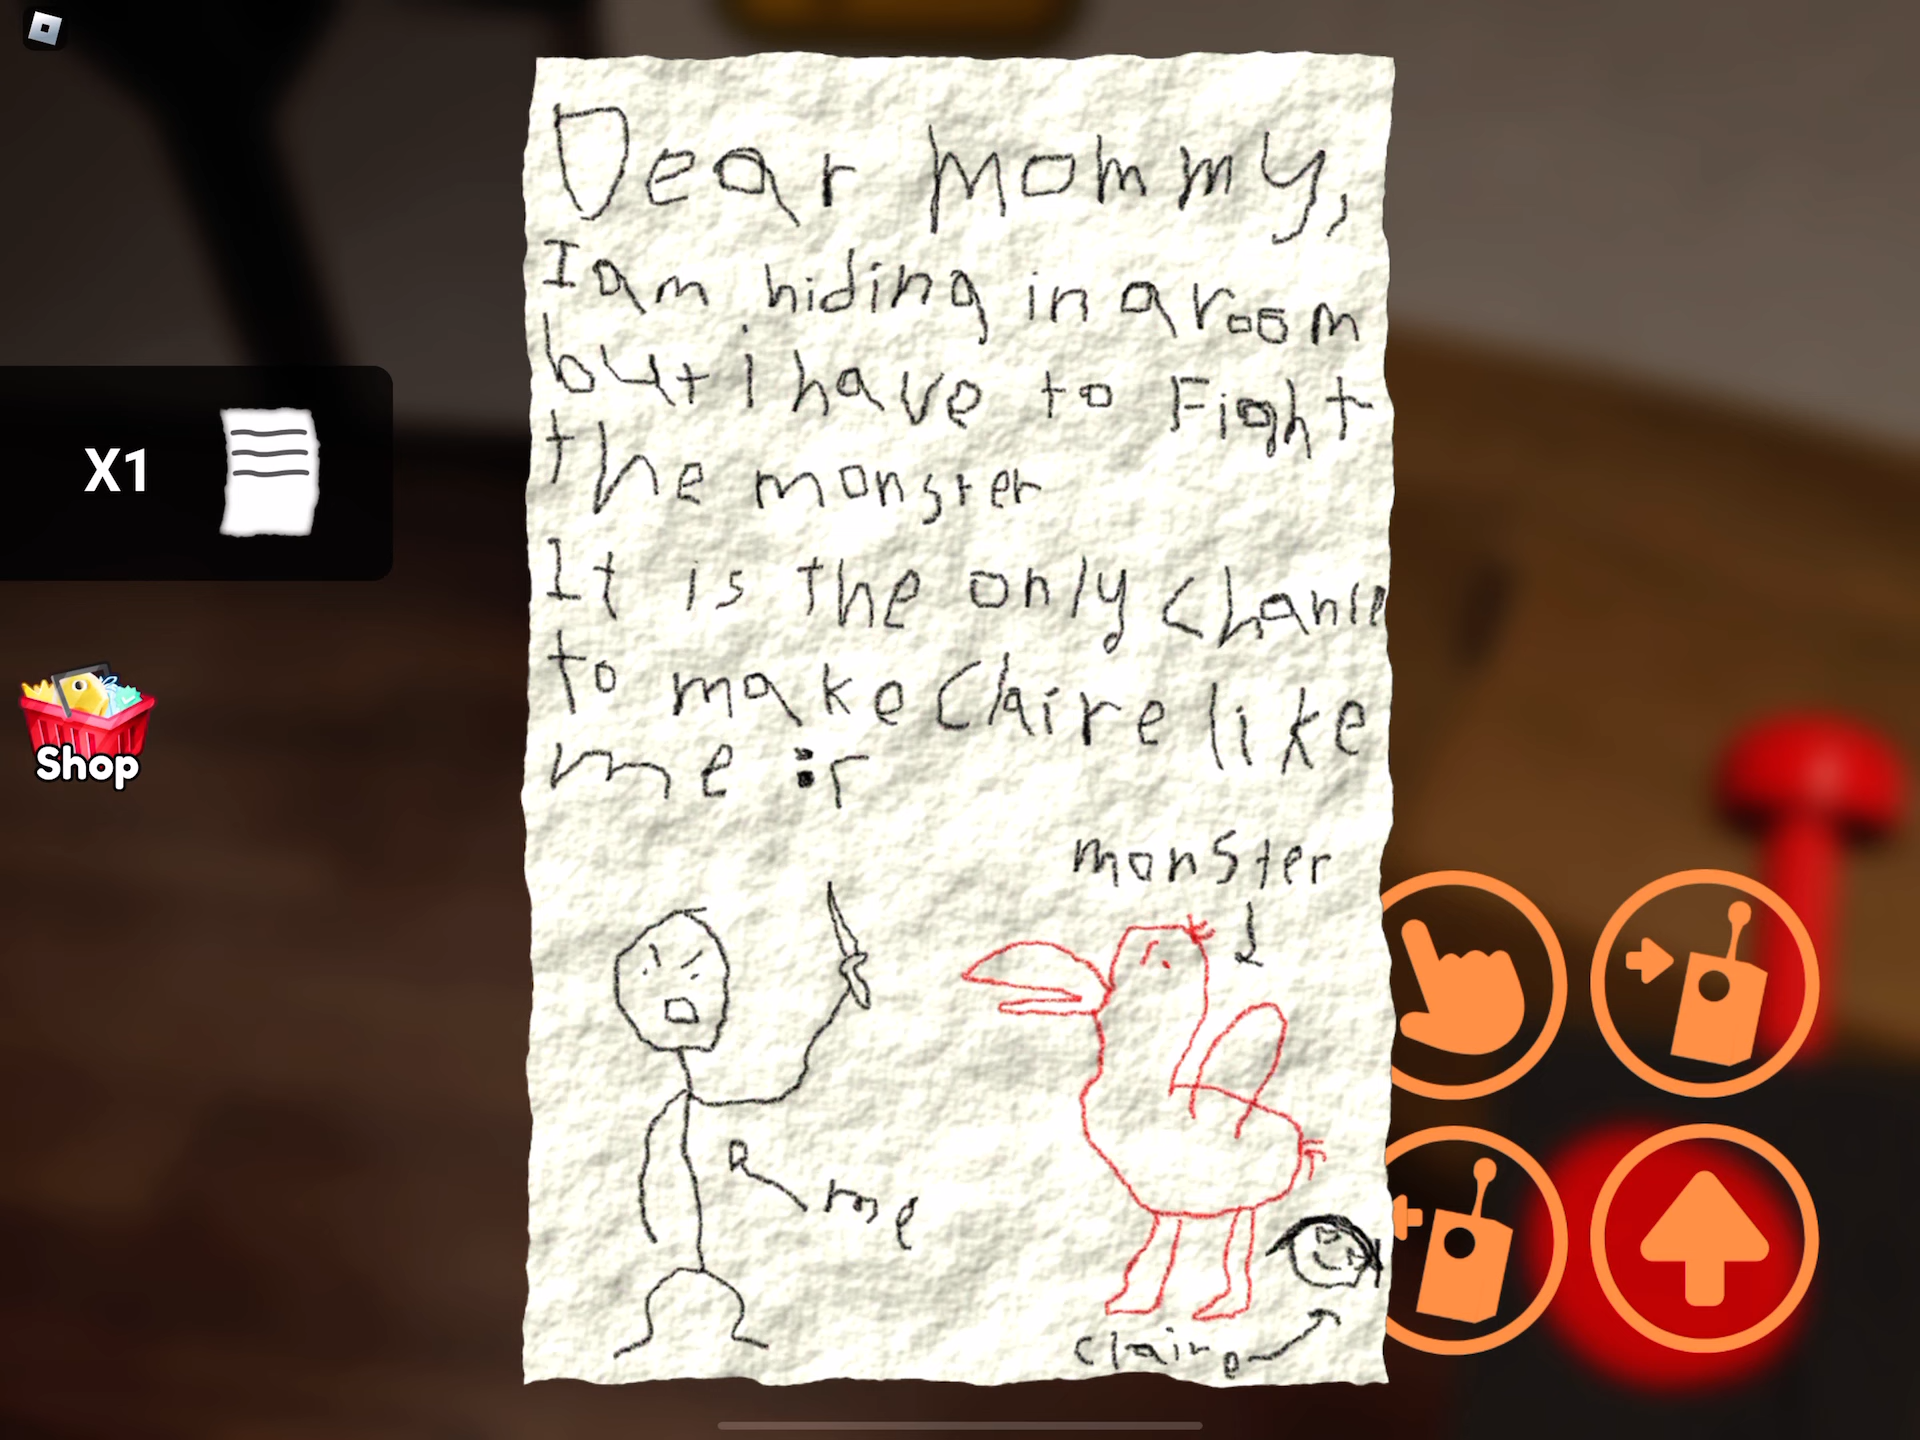 Dear Mommy,
I am hiding in a room
but i have to Fight
the monster
It is the only chance
to make Claire like
me :r
monster
me
Claire
X1
Shop